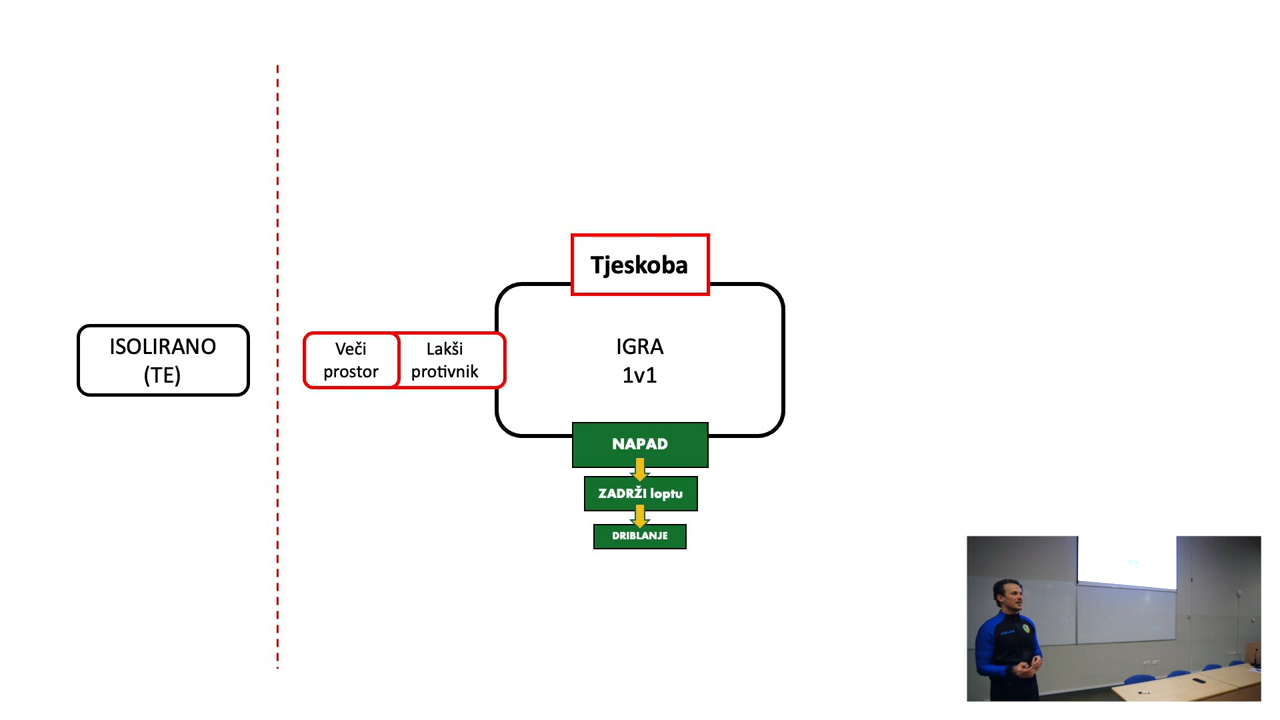 Tjeskoba
ISOLIRANO
(TE)
Veči
prostor
Lakši
protivnik
IGRA
1v1
NAPAD
ZADRŽI loptu
DRIBLANJE